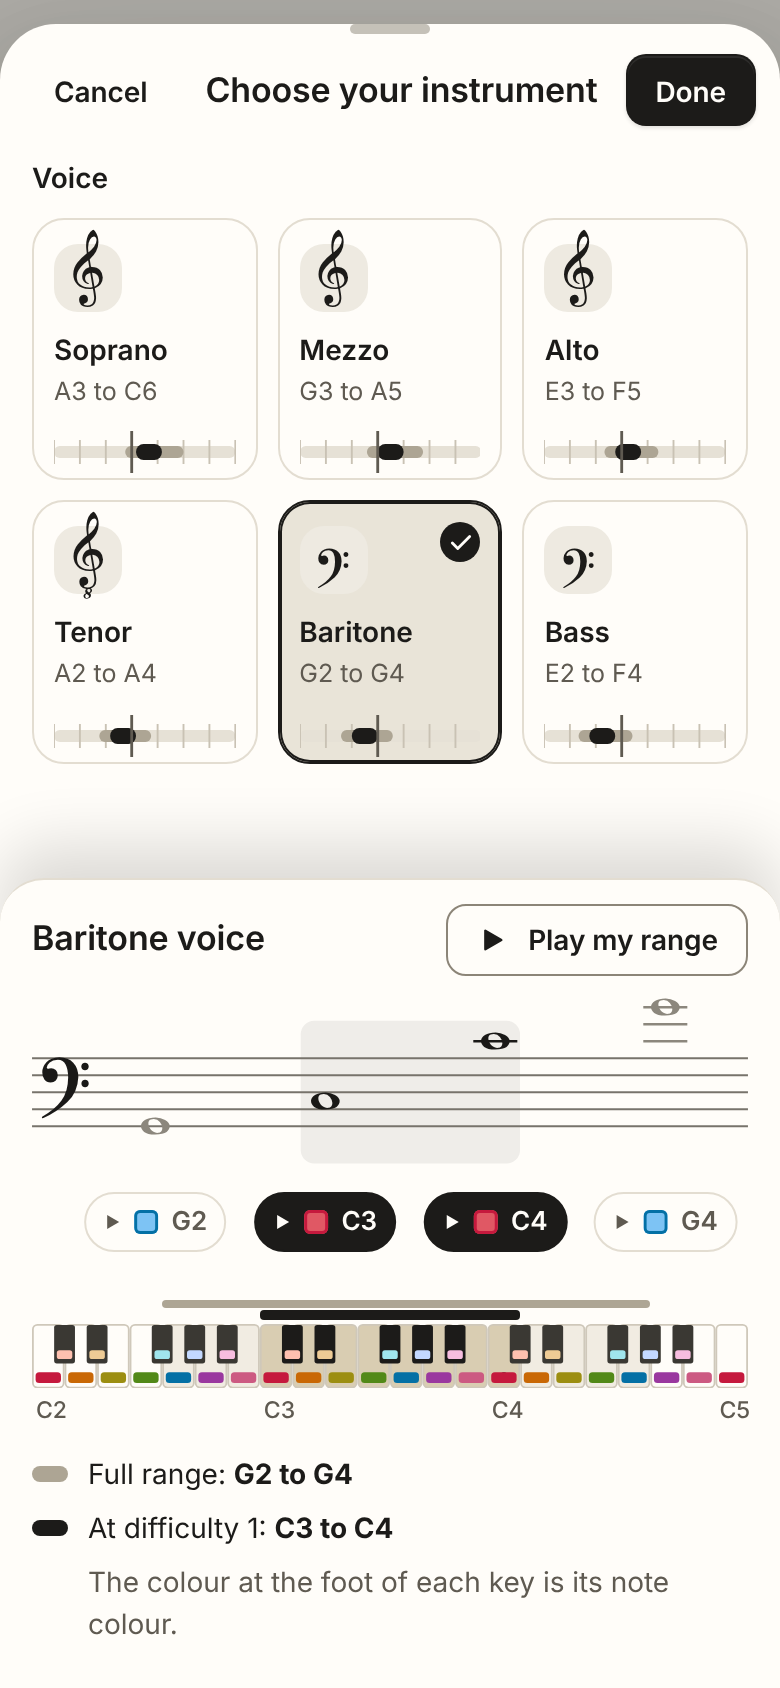 Cancel
Choose your instrument
Done
Voice
Soprano
A3 to C6
Mezzo
G3 to A5
Alto
E3 to F5
8
Tenor
A2 to A4
Baritone
G2 to G4
Bass
E2 to F4
Baritone voice
Play my range
G2
C3
C4
G4
C2
C3
C4
C5
Full range: G2 to G4
At difficulty 1: C3 to C4
The colour at the foot of each key is its note
colour.